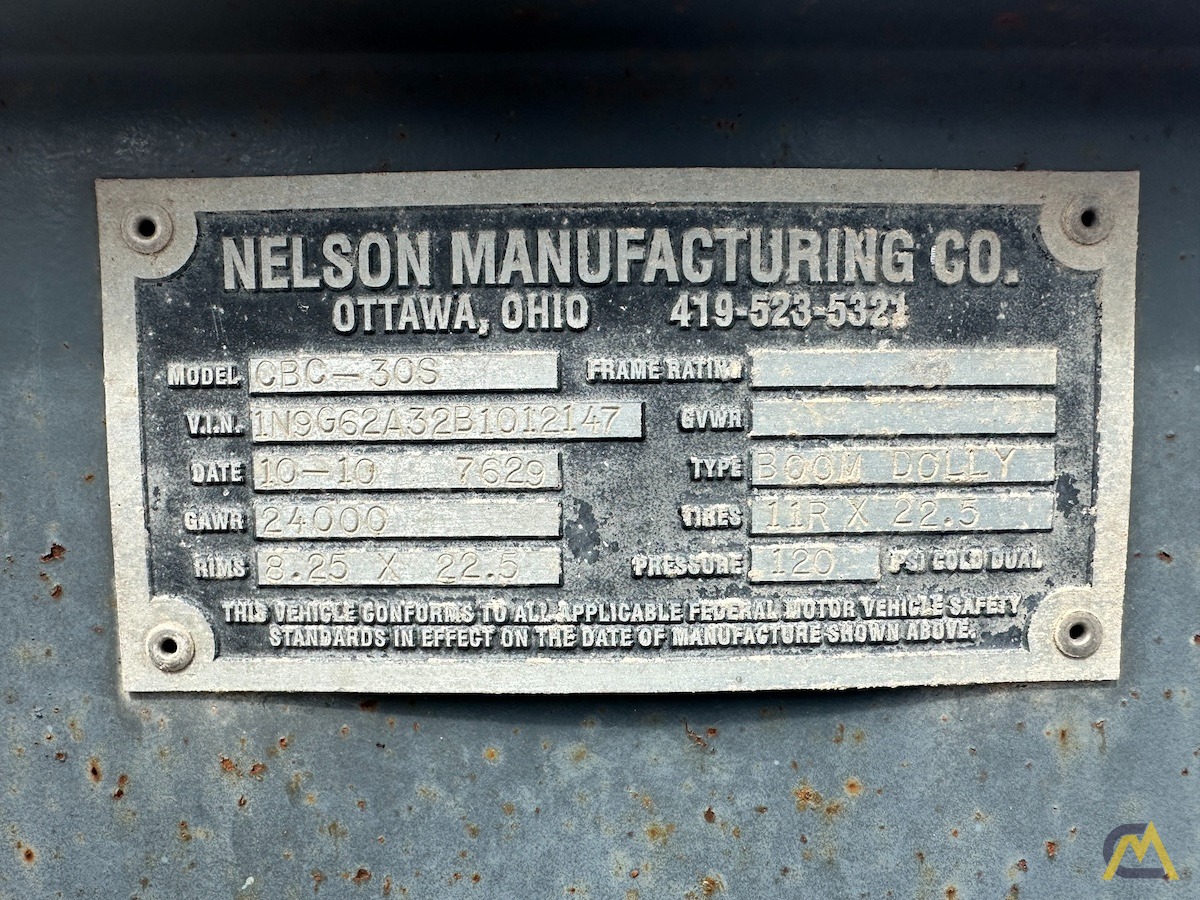 NELSON MANUFACTURING CO.
OTTAWA, OHIO 419-523-5321
MODEL CBC-30S FRAME RATING
V.I.N. 1N9G62A32B1012147 GVWR
DATE 10-10 7629 TYPE BOOM DOLLY
GAWR 24000 TIRES 11R X 22.5
RIMS 8.25 X 22.5 PRESSURE 120 PSI COLD DUAL
THIS VEHICLE CONFORMS TO ALL APPLICABLE FEDERAL MOTOR VEHICLE SAFETY
STANDARDS IN EFFECT ON THE DATE OF MANUFACTURE SHOWN ABOVE.